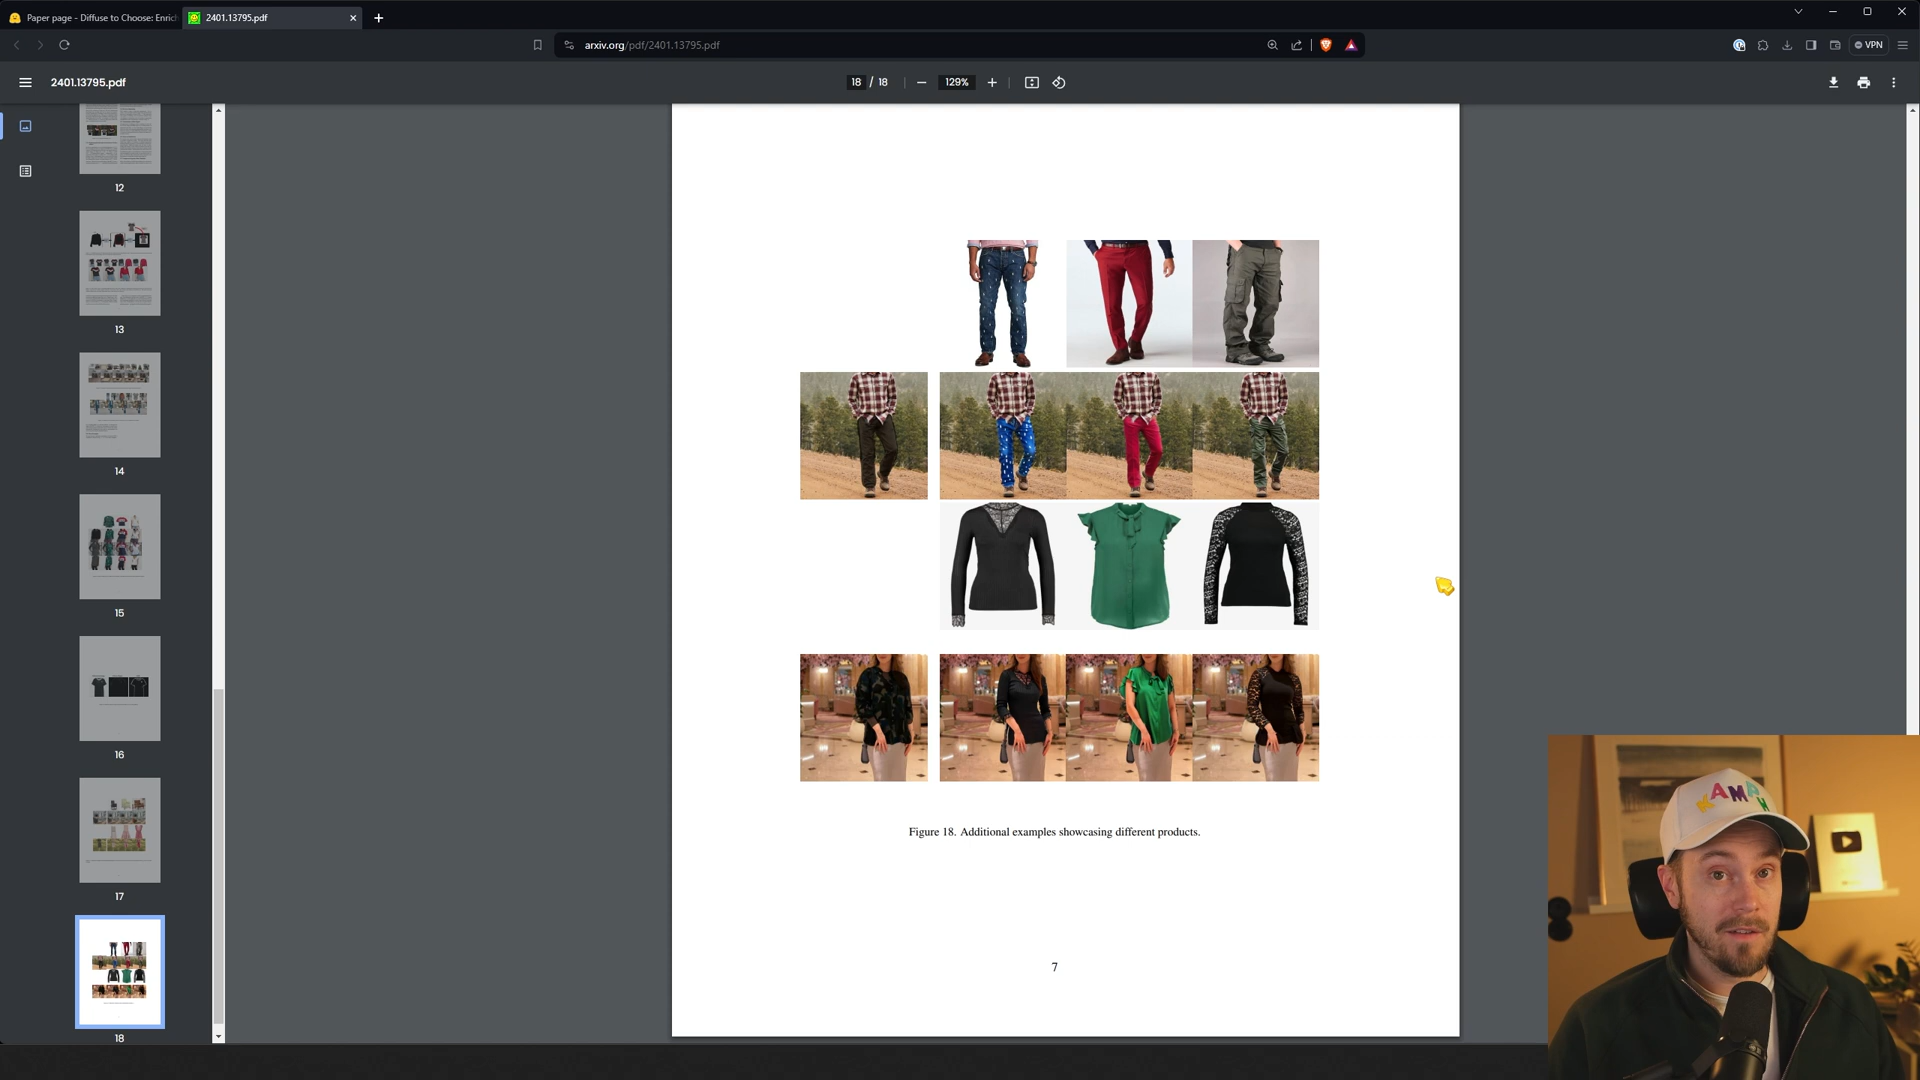 Paper page - Diffuse to Choose: Enrich
2401.13795.pdf
arxiv.org/pdf/2401.13795.pdf
VPN
2401.13795.pdf
18 / 18
129%
12
13
14
15
16
17
18
Figure 18. Additional examples showcasing different products.
7
KAMPH